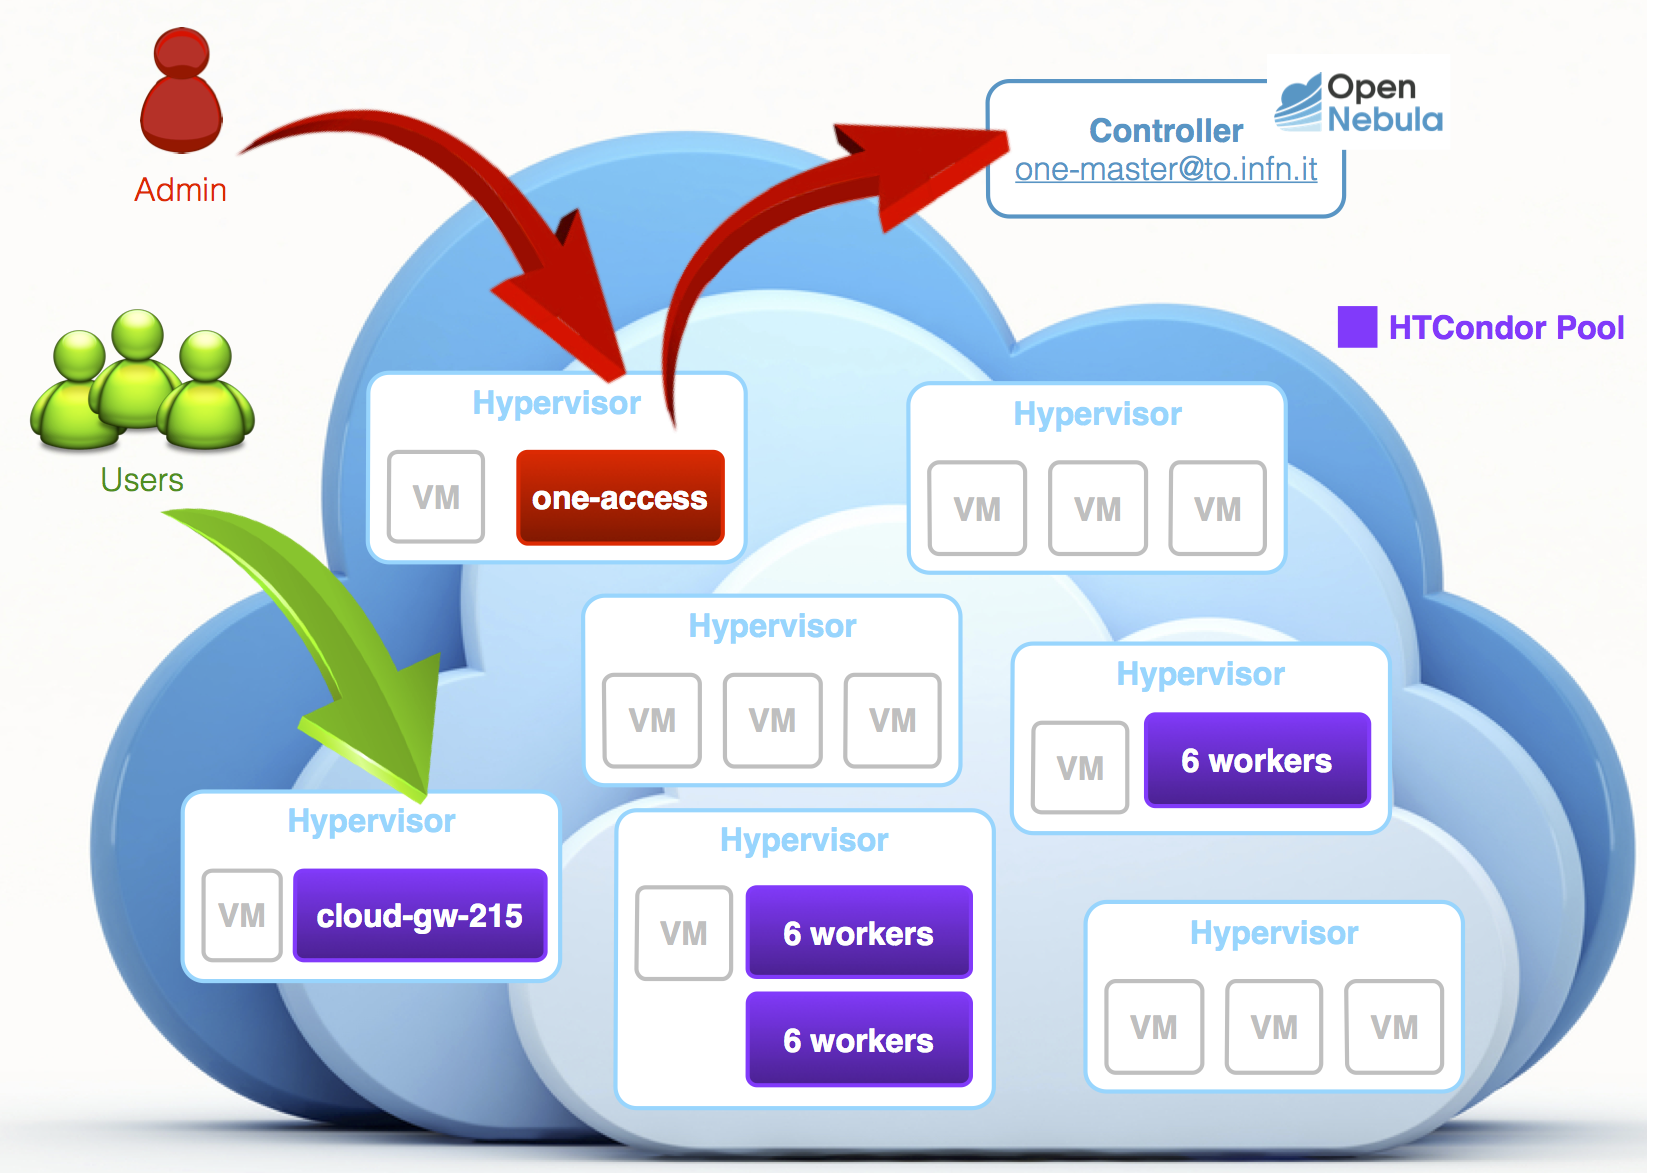 Admin
Open
Nebula
Controller
one-master@to.infn.it
HTCondor Pool
Users
Hypervisor
VM
one-access
Hypervisor
VM
VM
VM
Hypervisor
VM
VM
VM
Hypervisor
VM
6 workers
Hypervisor
VM
cloud-gw-215
Hypervisor
VM
6 workers
6 workers
Hypervisor
VM
VM
VM